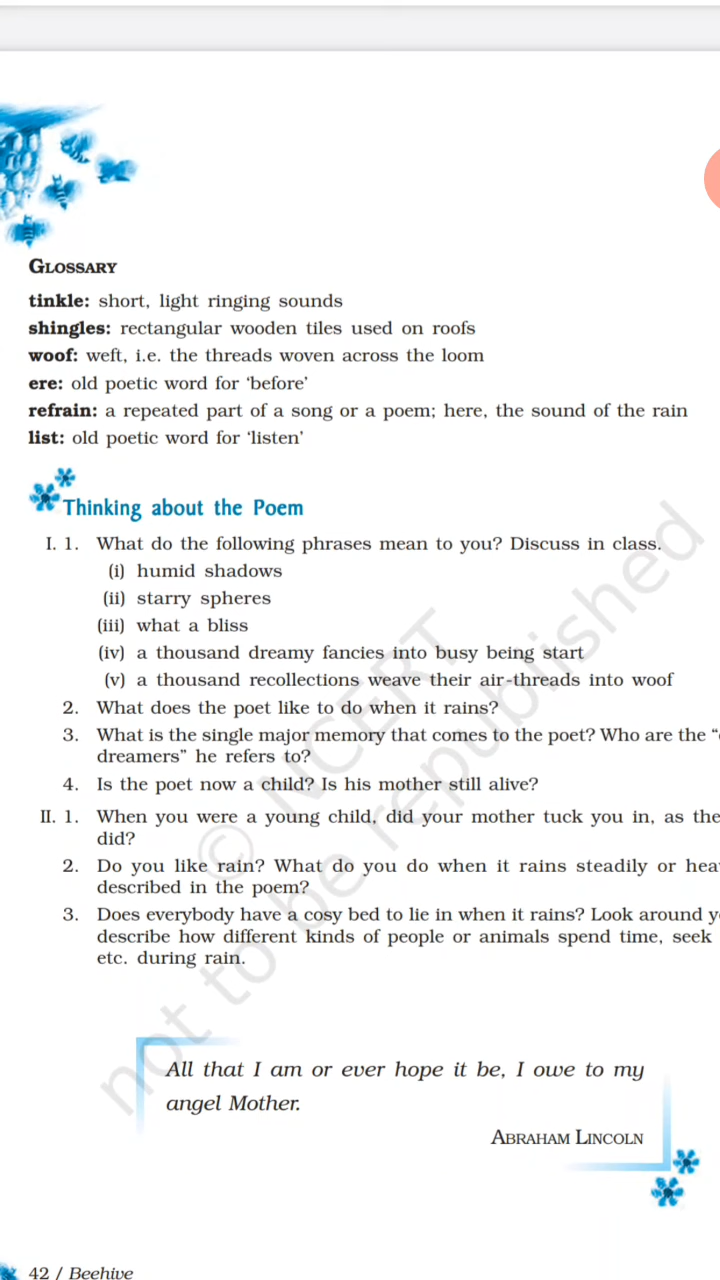 GLOSSARY
tinkle: short, light ringing sounds
shingles: rectangular wooden tiles used on roofs
woof: weft, i.e. the threads woven across the loom
ere: old poetic word for ‘before’
refrain: a repeated part of a song or a poem; here, the sound of the rain
list: old poetic word for ‘listen’
Thinking about the Poem
I. 1. What do the following phrases mean to you? Discuss in class.
(i) humid shadows
(ii) starry spheres
(iii) what a bliss
(iv) a thousand dreamy fancies into busy being start
(v) a thousand recollections weave their air-threads into woof
2. What does the poet like to do when it rains?
3. What is the single major memory that comes to the poet? Who are the “
dreamers” he refers to?
4. Is the poet now a child? Is his mother still alive?
II. 1. When you were a young child, did your mother tuck you in, as
did?
2. Do you like rain? What do you do when it rains steadily or
described in the poem?
3. Does everybody have a cosy bed to lie in when it rains? Look around
describe how different kinds of people or animals spend time, seek
etc. during rain.
All that I am or ever hope it be, I owe to my
angel Mother.
ABRAHAM LINCOLN
42 / Beehive
© NCERT
not to be republished